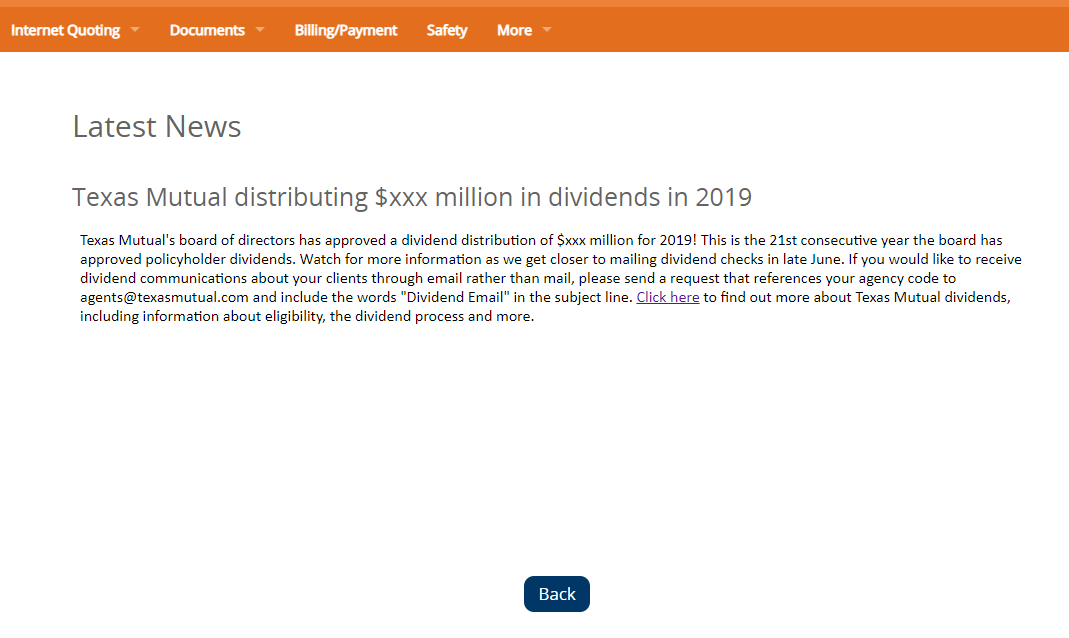 Internet Quoting Documents Billing/Payment Safety More
Latest News
Texas Mutual distributing $xxx million in dividends in 2019
Texas Mutual's board of directors has approved a dividend distribution of $xxx million for 2019! This is the 21st consecutive year the board has
approved policyholder dividends. Watch for more information as we get closer to mailing dividend checks in late June. If you would like to receive
dividend communications about your clients through email rather than mail, please send a request that references your agency code to
agents@texasmutual.com and include the words "Dividend Email" in the subject line. Click here to find out more about Texas Mutual dividends,
including information about eligibility, the dividend process and more.
Back